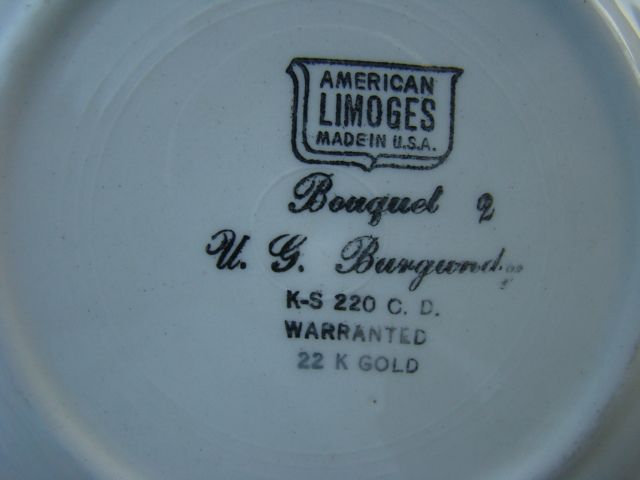 AMERICAN
LIMOGES
MADE IN U.S.A.
Bouquet 2
U. G. Burgundy
K-S 220 C. D.
WARRANTED
22 K GOLD